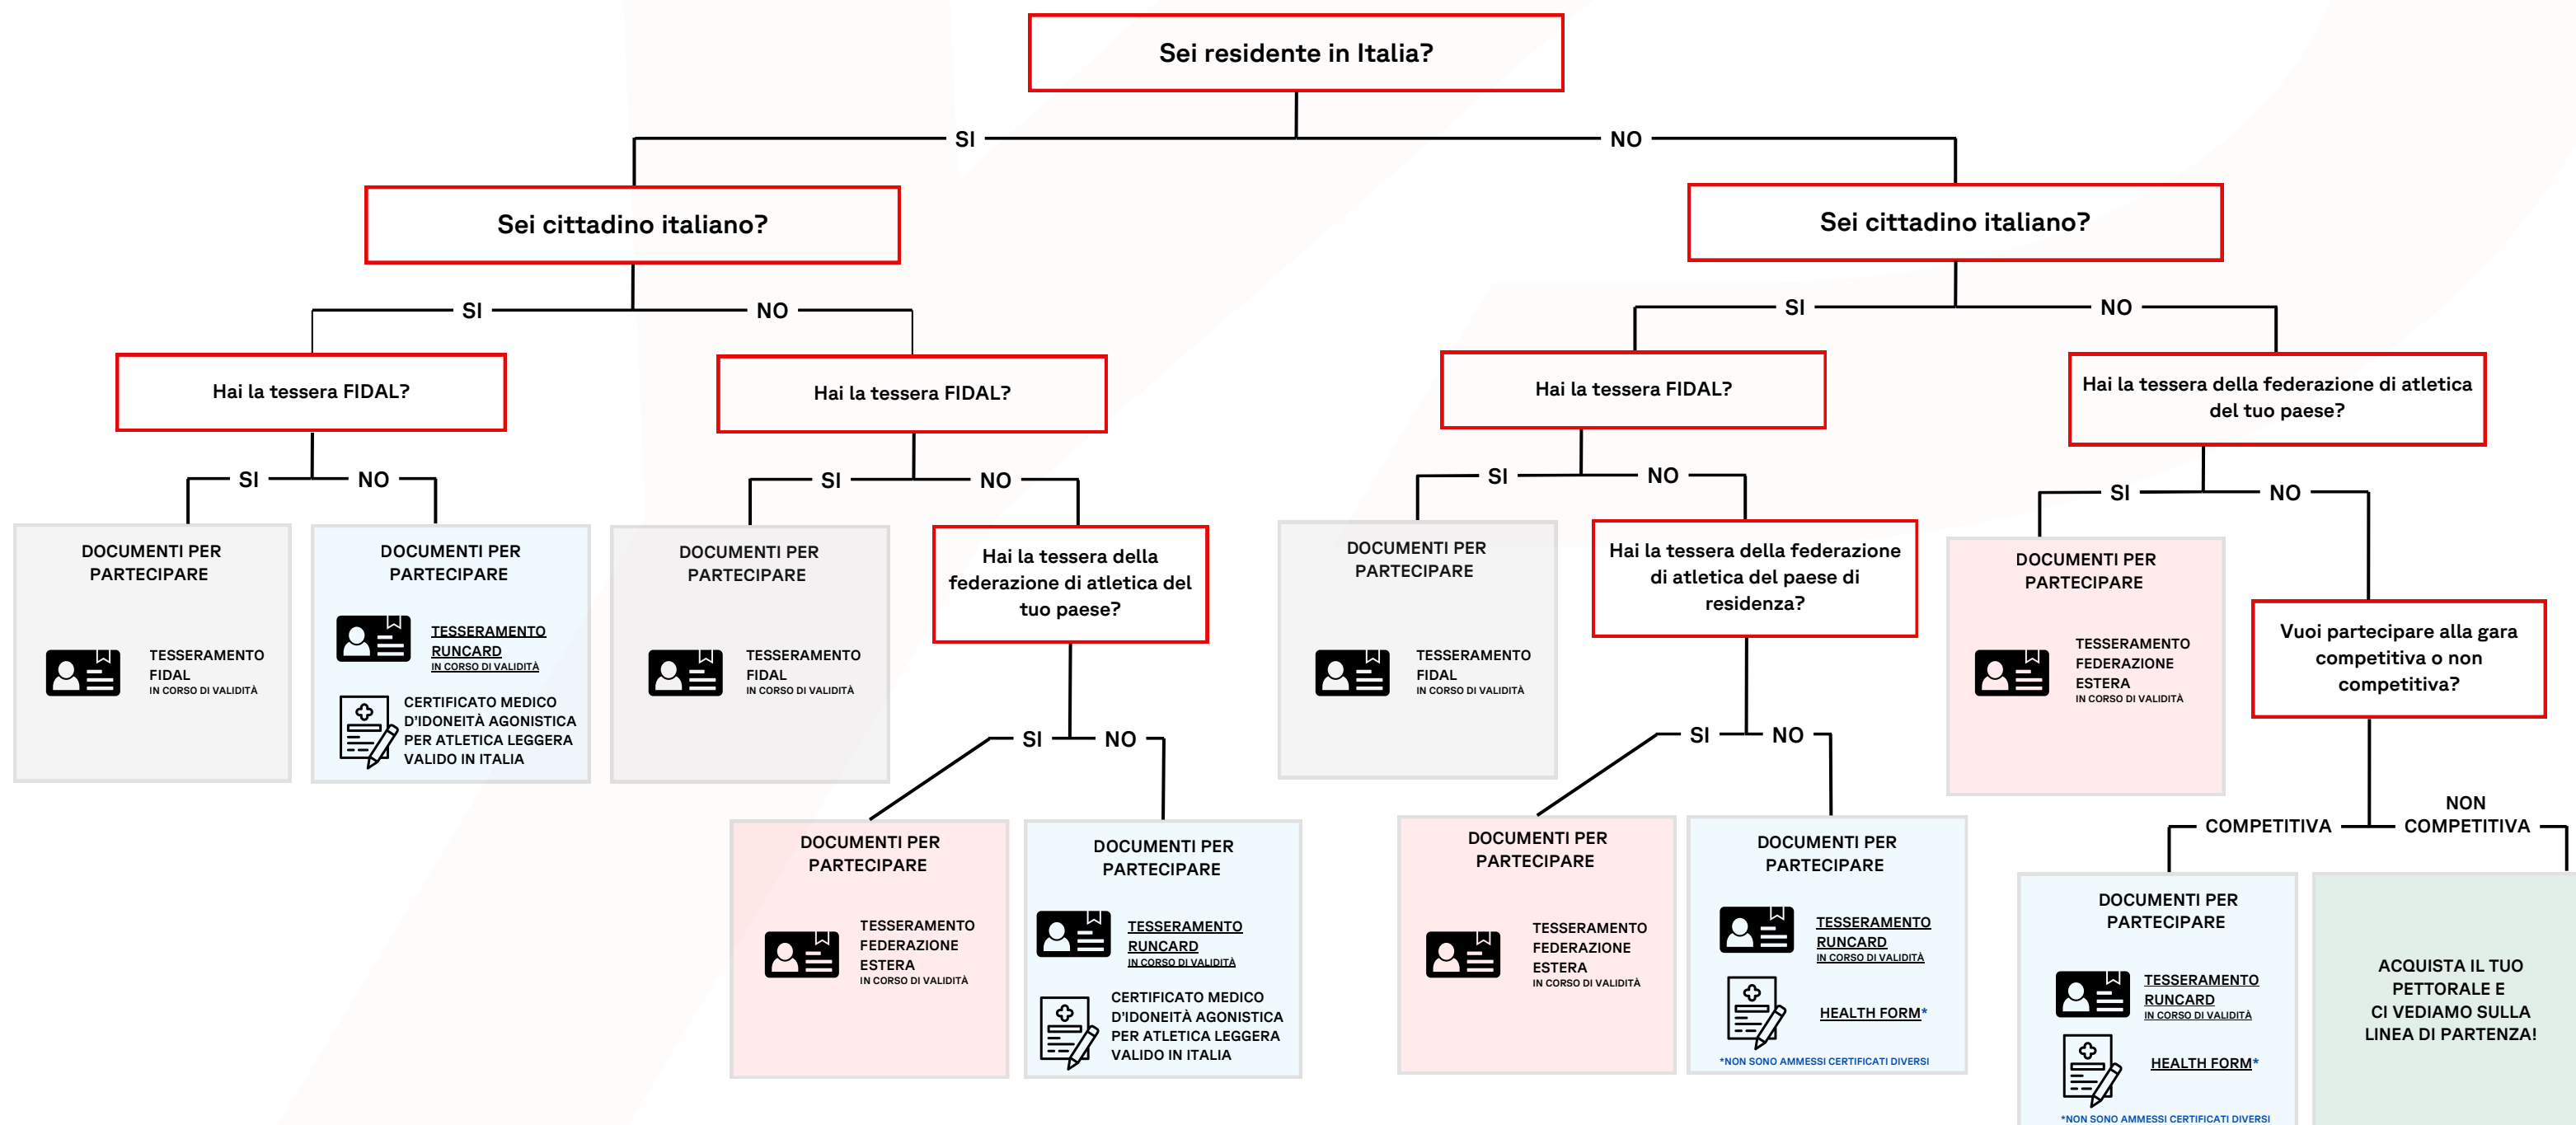 Sei residente in Italia?
SI
NO
Sei cittadino italiano?
Sei cittadino italiano?
SI
NO
SI
NO
Hai la tessera FIDAL?
Hai la tessera FIDAL?
Hai la tessera FIDAL?
Hai la tessera della federazione di atletica
del tuo paese?
SI
NO
SI
NO
SI
NO
SI
NO
DOCUMENTI PER
PARTECIPARE
TESSERAMENTO
FIDAL
IN CORSO DI VALIDITÀ
DOCUMENTI PER
PARTECIPARE
TESSERAMENTO
RUNCARD
IN CORSO DI VALIDITÀ
CERTIFICATO MEDICO
D'IDONEITÀ AGONISTICA
PER ATLETICA LEGGERA
VALIDO IN ITALIA
DOCUMENTI PER
PARTECIPARE
TESSERAMENTO
FIDAL
IN CORSO DI VALIDITÀ
Hai la tessera della
federazione di atletica del
tuo paese?
DOCUMENTI PER
PARTECIPARE
TESSERAMENTO
FIDAL
IN CORSO DI VALIDITÀ
Hai la tessera della federazione
di atletica del paese di
residenza?
DOCUMENTI PER
PARTECIPARE
TESSERAMENTO
FEDERAZIONE
ESTERA
IN CORSO DI VALIDITÀ
Vuoi partecipare alla gara
competitiva o non
competitiva?
SI
NO
SI
NO
COMPETITIVA
NON
COMPETITIVA
DOCUMENTI PER
PARTECIPARE
TESSERAMENTO
FEDERAZIONE
ESTERA
IN CORSO DI VALIDITÀ
DOCUMENTI PER
PARTECIPARE
TESSERAMENTO
RUNCARD
IN CORSO DI VALIDITÀ
CERTIFICATO MEDICO
D'IDONEITÀ AGONISTICA
PER ATLETICA LEGGERA
VALIDO IN ITALIA
DOCUMENTI PER
PARTECIPARE
TESSERAMENTO
FEDERAZIONE
ESTERA
IN CORSO DI VALIDITÀ
DOCUMENTI PER
PARTECIPARE
TESSERAMENTO
RUNCARD
IN CORSO DI VALIDITÀ
HEALTH FORM*
*NON SONO AMMESSI CERTIFICATI DIVERSI
DOCUMENTI PER
PARTECIPARE
TESSERAMENTO
RUNCARD
IN CORSO DI VALIDITÀ
HEALTH FORM*
*NON SONO AMMESSI CERTIFICATI DIVERSI
ACQUISTA IL TUO
PETTORALE E
CI VEDIAMO SULLA
LINEA DI PARTENZA!